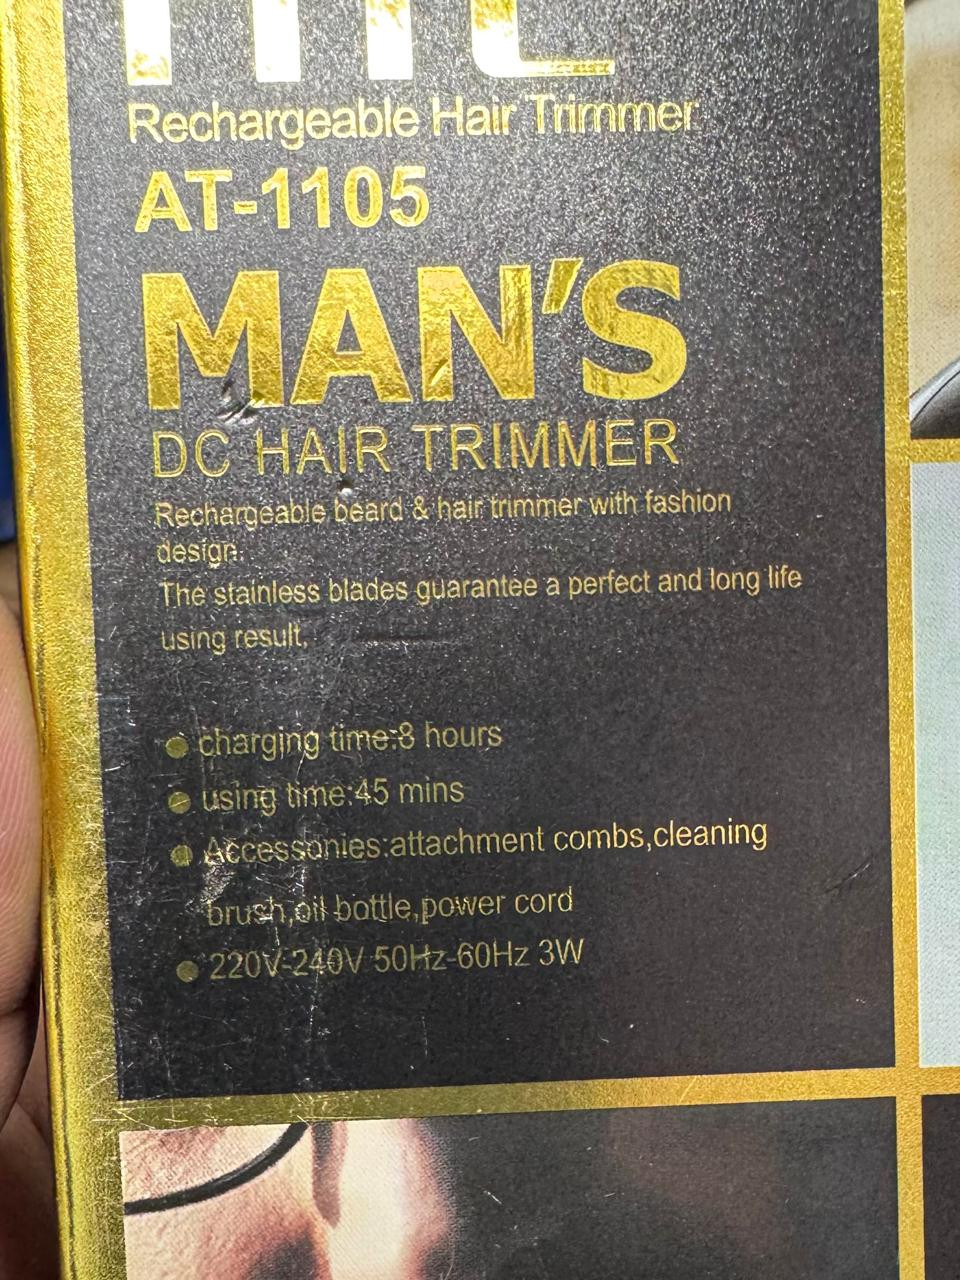 Rechargeable Hair Trimmer
AT-1105
MAN'S
DC HAIR TRIMMER
Rechargeable beard & hair trimmer with fashion
design.
The stainless blades guarantee a perfect and long life
using result,
charging time:8 hours
using time:45 mins
Accessonies:attachment combs,cleaning
brush,oil bottle,power cord
220V-240V 50Hz-60Hz 3W